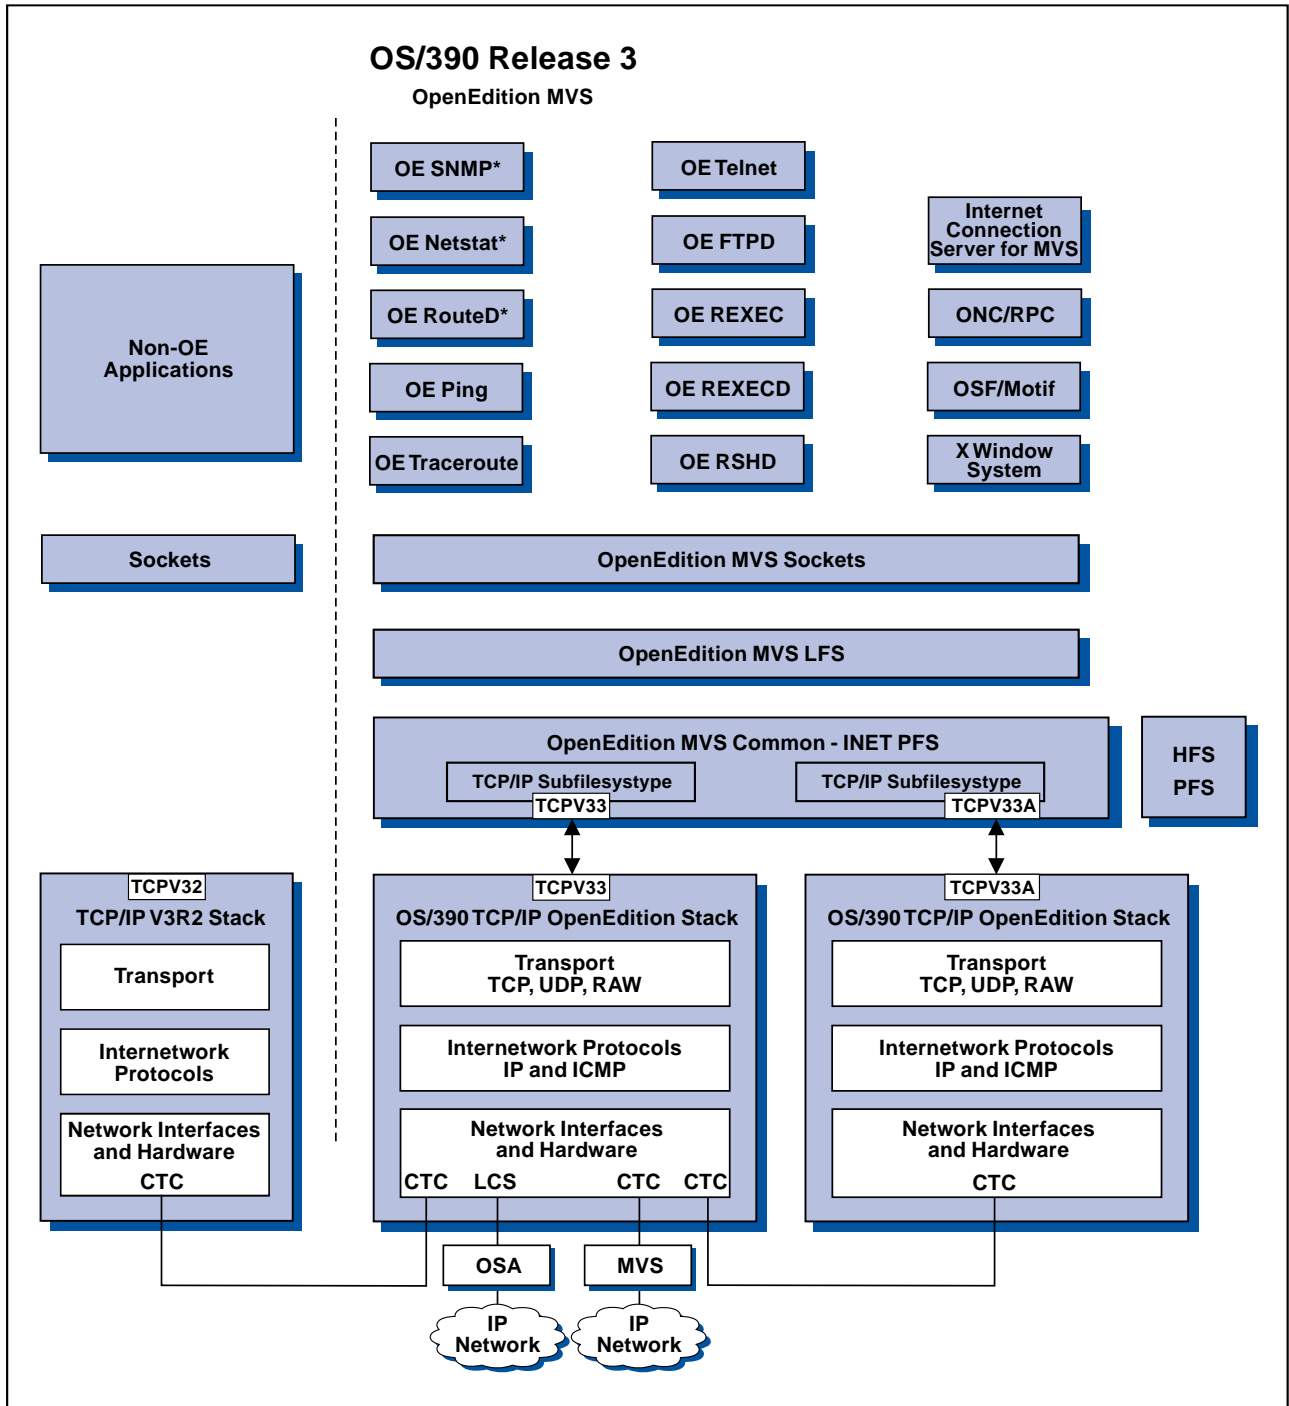 OS/390 Release 3
OpenEdition MVS
OE SNMP*
OE Telnet
Internet
Connection
Server for MVS
OE Netstat*
OE FTPD
Non-OE
Applications
OE RouteD*
OE REXEC
ONC/RPC
OE Ping
OE REXECD
OSF/Motif
OE Traceroute
OE RSHD
X Window
System
Sockets
OpenEdition MVS Sockets
OpenEdition MVS LFS
OpenEdition MVS Common - INET PFS
TCP/IP Subfilesystype
TCPV33
TCP/IP Subfilesystype
TCPV33A
HFS
PFS
TCPV32
TCP/IP V3R2 Stack
Transport
Internetwork
Protocols
Network Interfaces
and Hardware
CTC
TCPV33
OS/390 TCP/IP OpenEdition Stack
Transport
TCP, UDP, RAW
Internetwork Protocols
IP and ICMP
Network Interfaces
and Hardware
CTC LCS CTC CTC
TCPV33A
OS/390 TCP/IP OpenEdition Stack
Transport
TCP, UDP, RAW
Internetwork Protocols
IP and ICMP
Network Interfaces
and Hardware
CTC
OSA
MVS
IP
Network
IP
Network